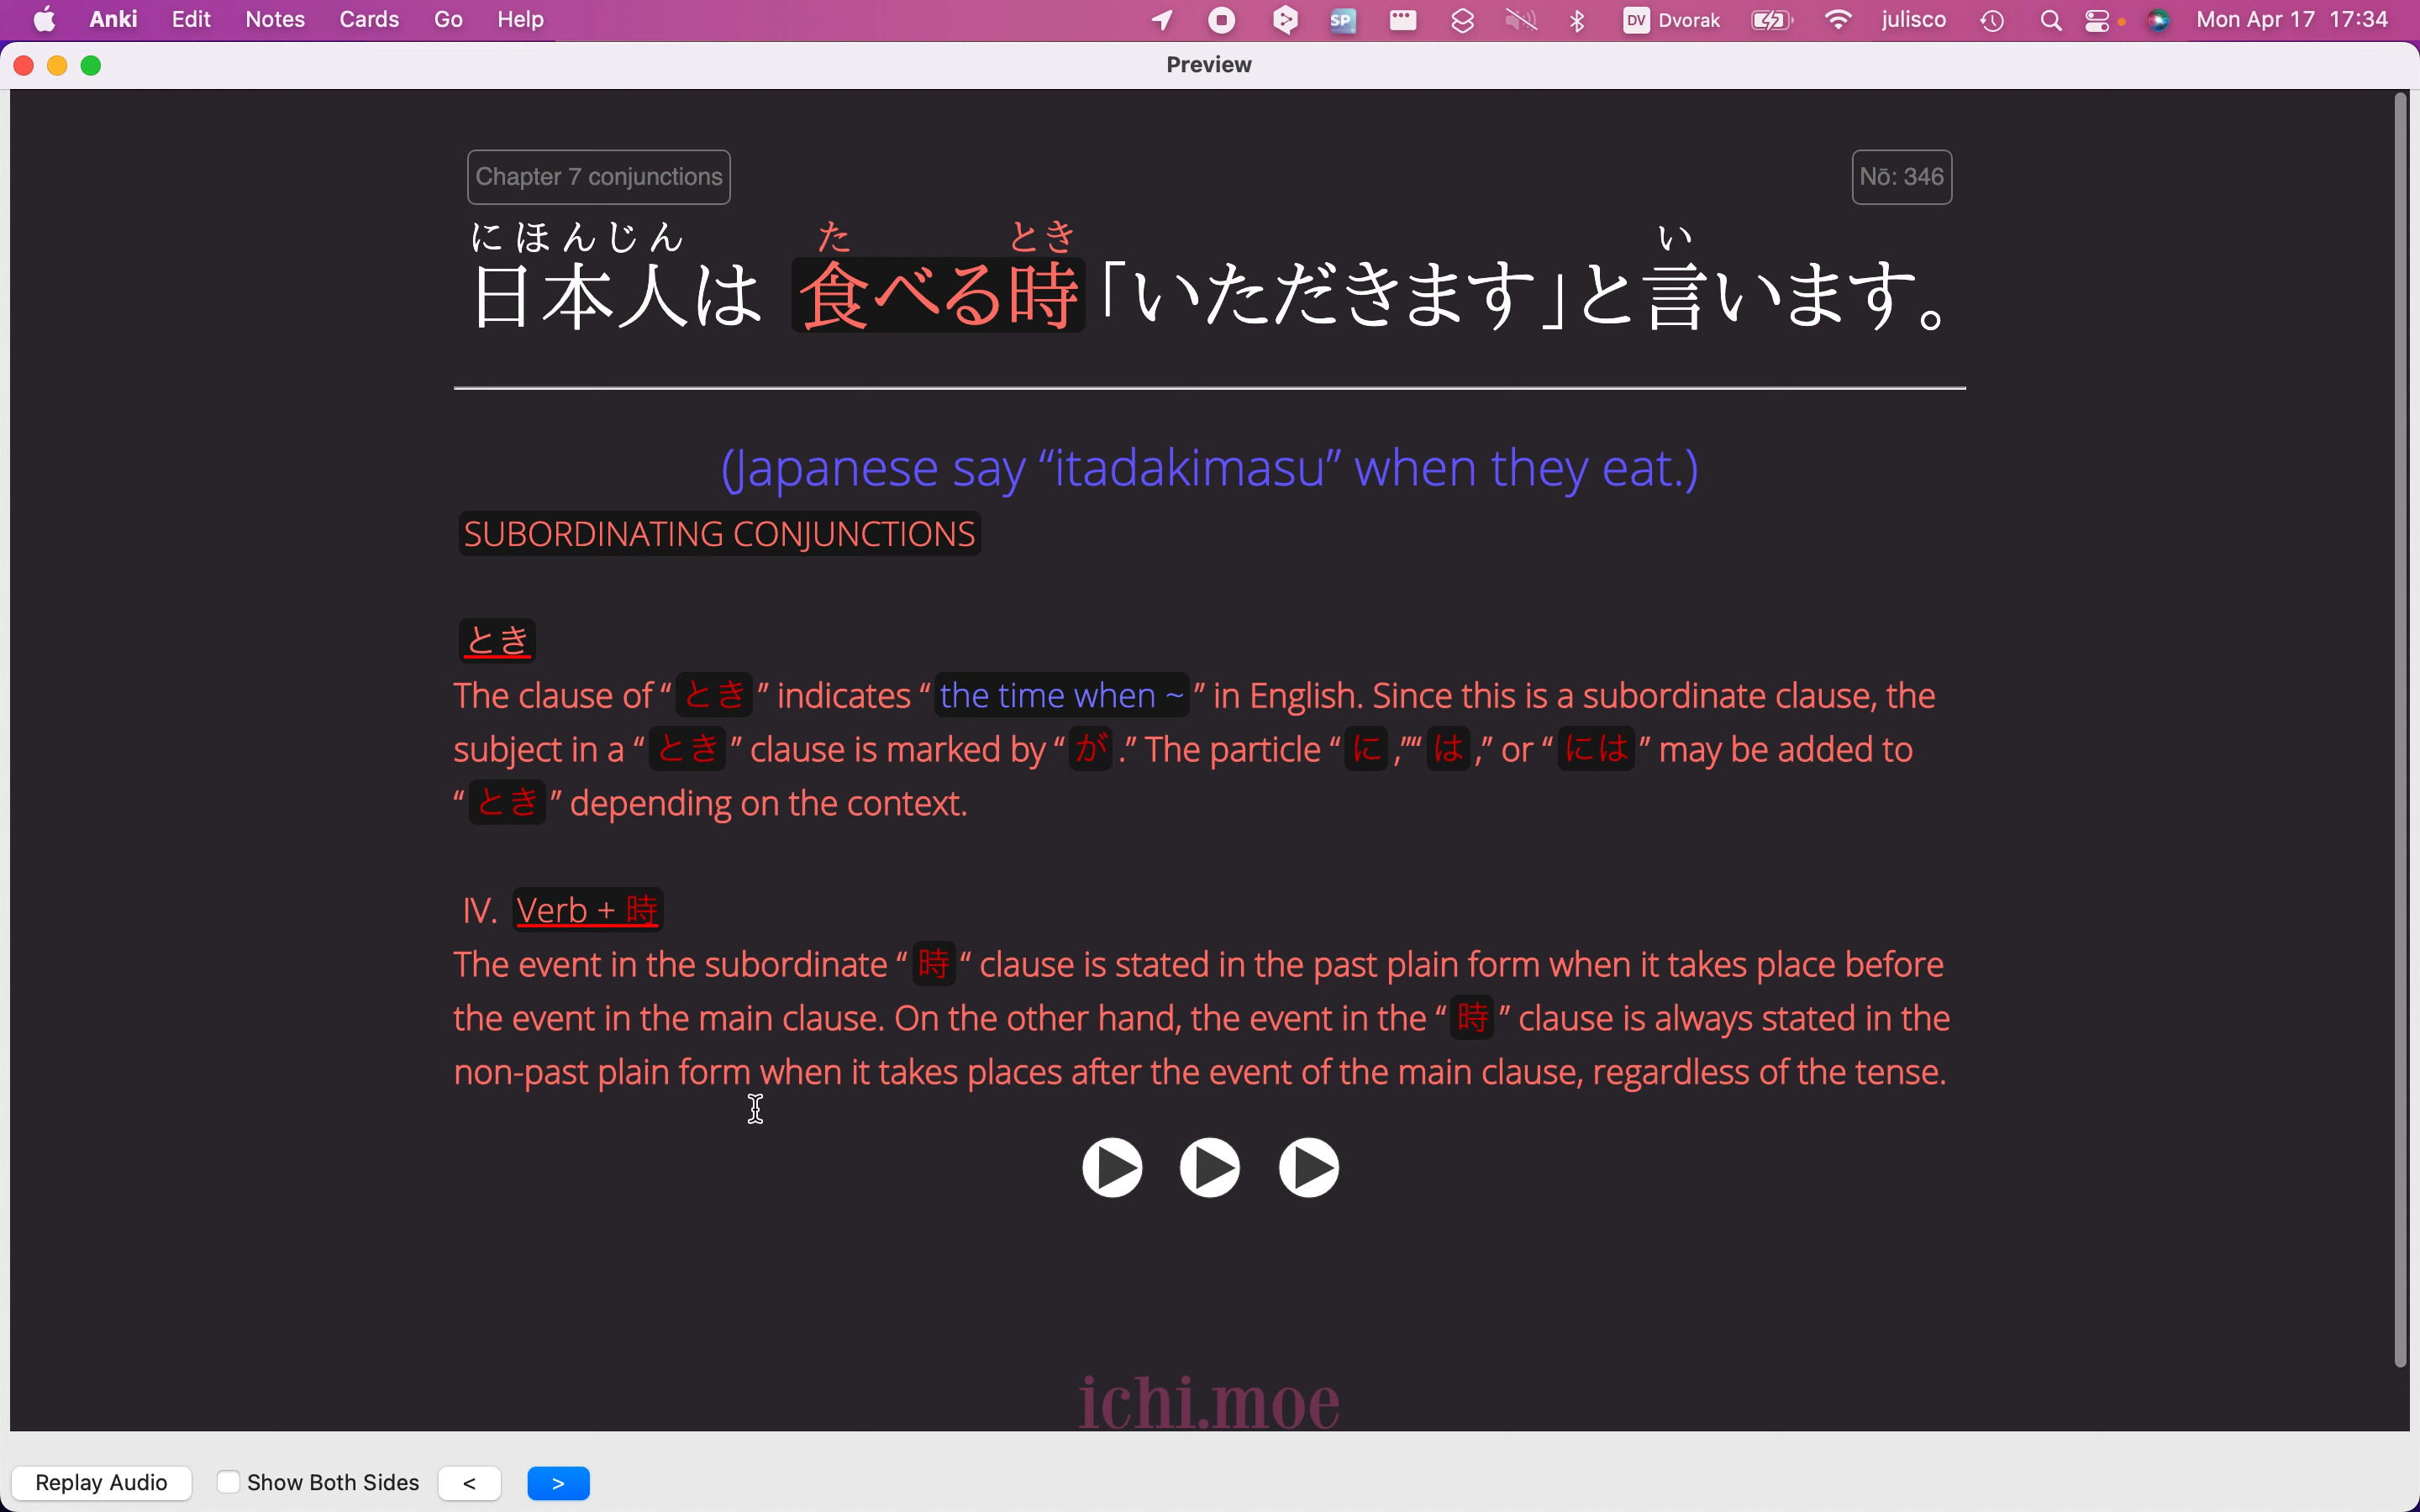 Anki Edit Notes Cards Go Help SP DV Dvorak julisco Mon Apr 17 17:34
Preview
Chapter 7 conjunctions Nō: 346
にほんじん た とき い
日本人は 食べる時「いただきます」と言います。
(Japanese say “itadakimasu” when they eat.)
SUBORDINATING CONJUNCTIONS
とき
The clause of “とき” indicates “the time when ~” in English. Since this is a subordinate clause, the
subject in a “とき” clause is marked by “が.” The particle “に,”“は,” or “には” may be added to
“とき” depending on the context.
IV. Verb + 時
The event in the subordinate “時“ clause is stated in the past plain form when it takes place before
the event in the main clause. On the other hand, the event in the “時” clause is always stated in the
non-past plain form when it takes places after the event of the main clause, regardless of the tense.
ichi.moe
Replay Audio Show Both Sides < >